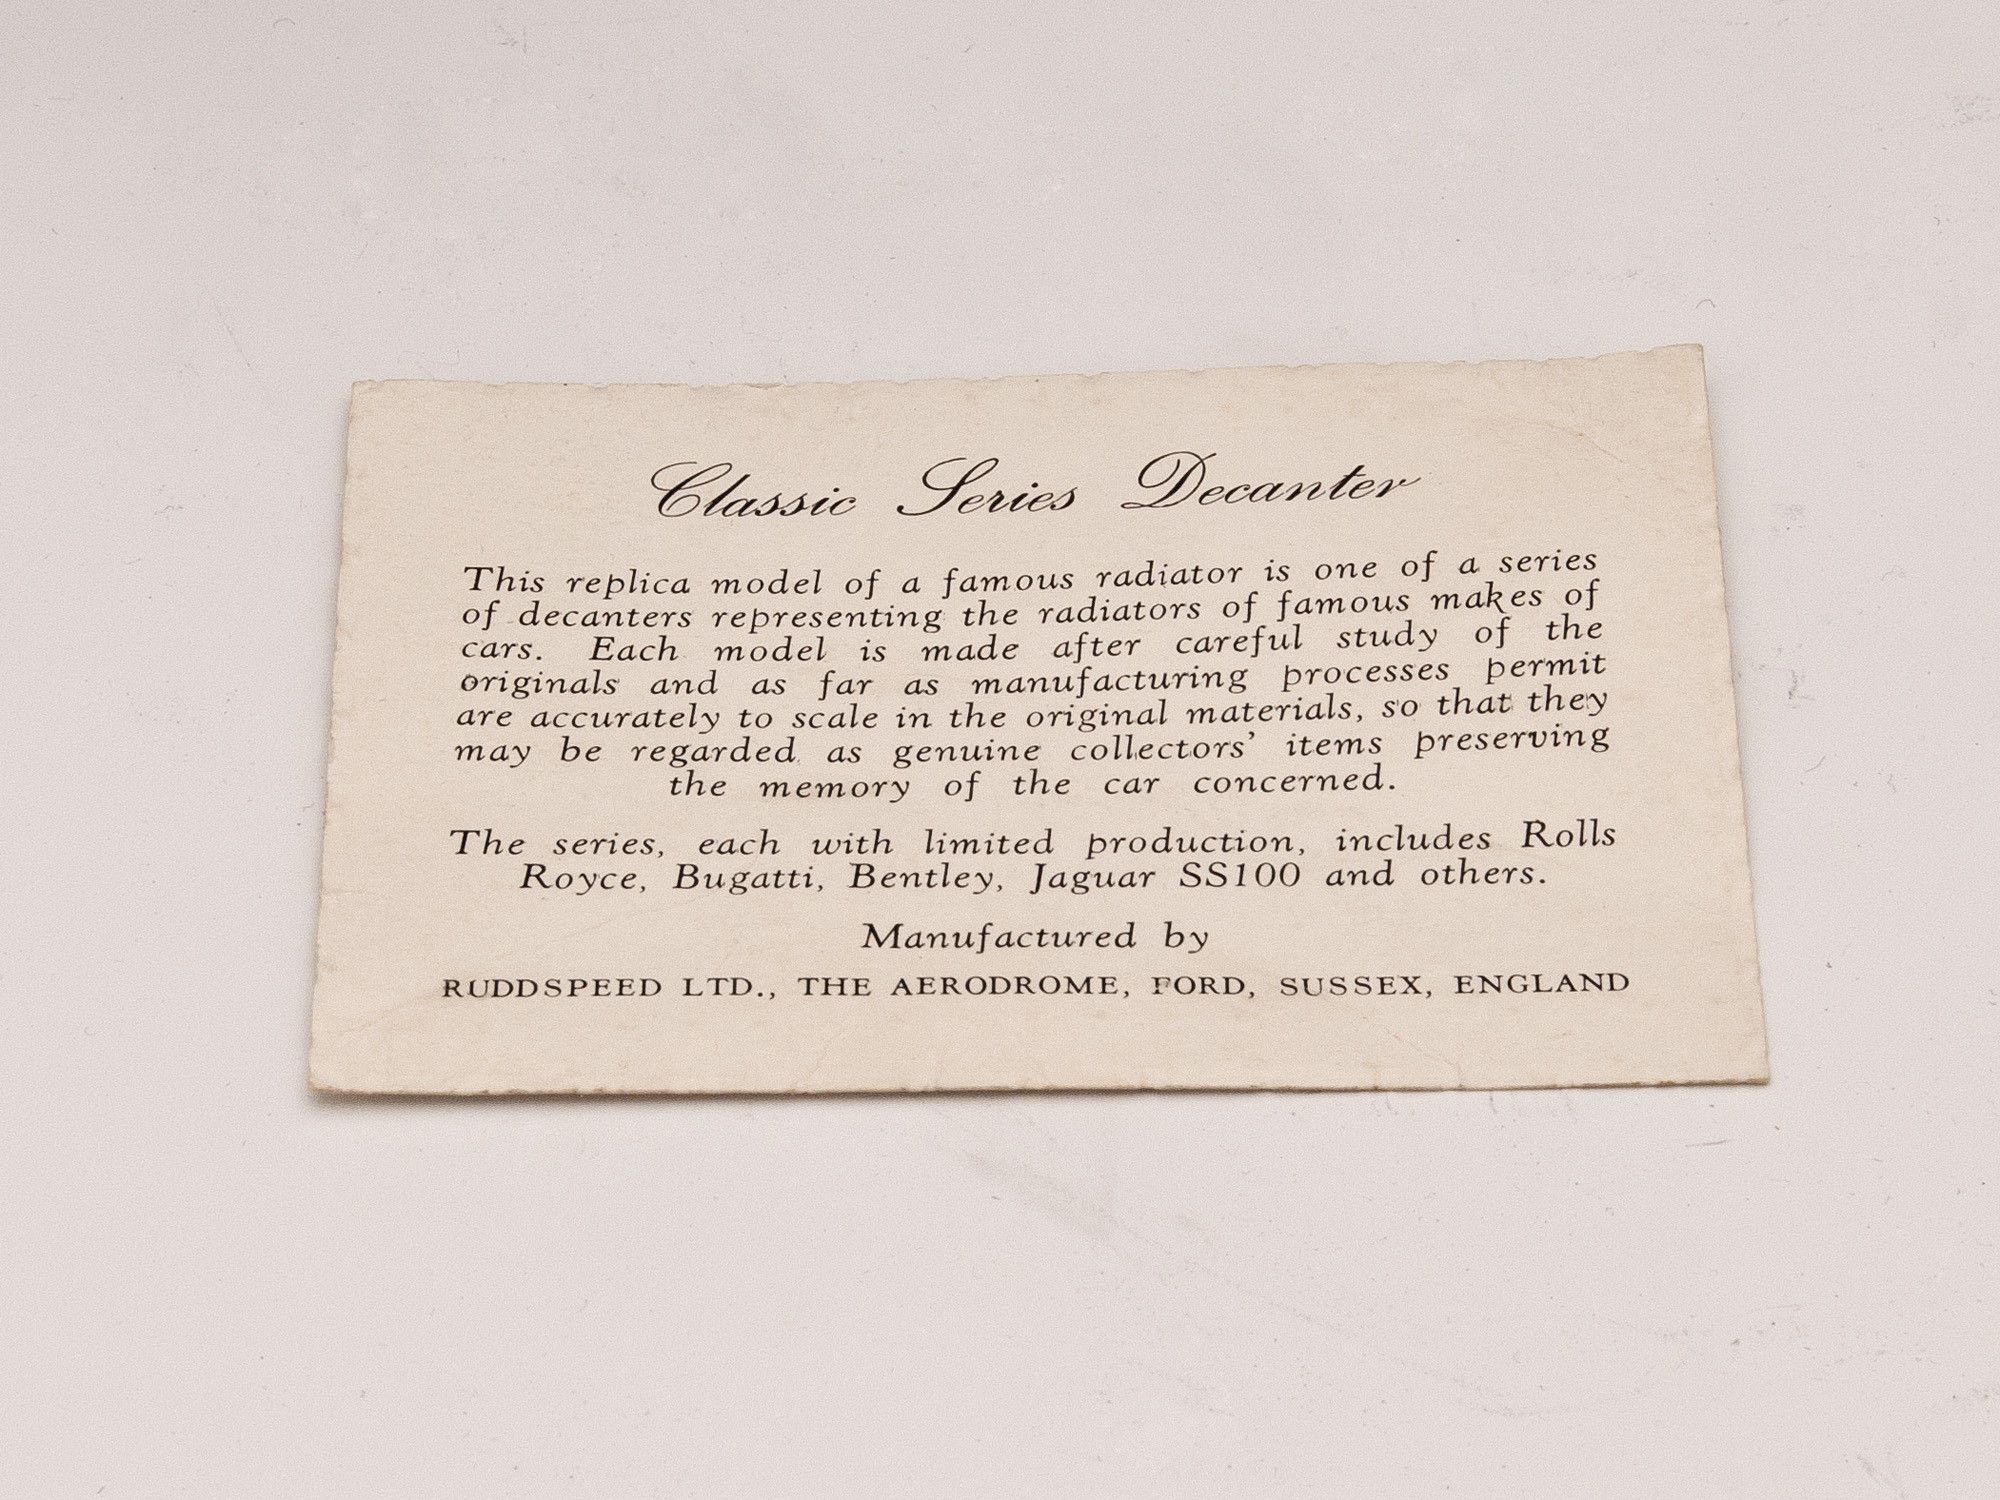 Classic Series Decanter
This replica model of a famous radiator is one of a series
of decanters representing the radiators of famous makes of
cars. Each model is made after careful study of the
originals and as far as manufacturing processes permit
are accurately to scale in the original materials, so that they
may be regarded as genuine collectors' items preserving
the memory of the car concerned.
The series, each with limited production, includes Rolls
Royce, Bugatti, Bentley, Jaguar SS100 and others.
Manufactured by
RUDDSPEED LTD., THE AERODROME, FORD, SUSSEX, ENGLAND